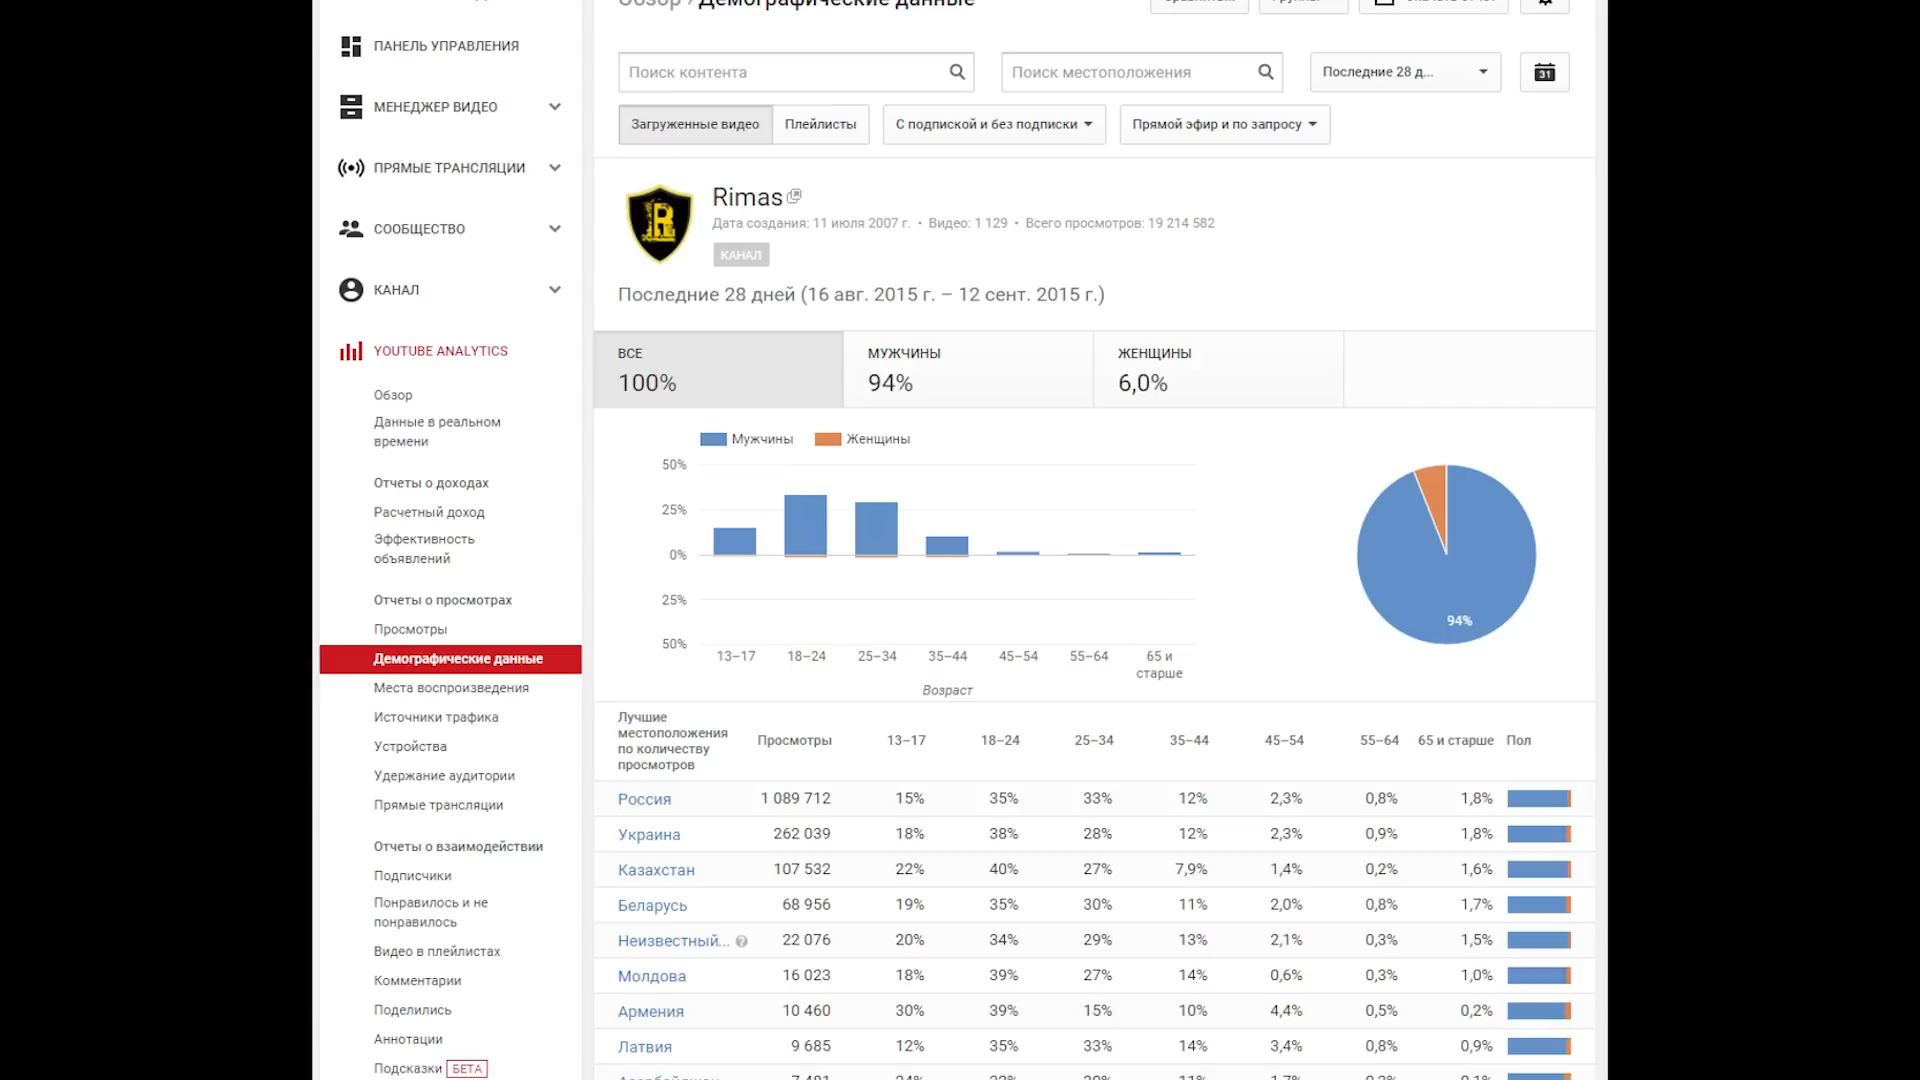 Обзор › Демографические данные
ПАНЕЛЬ УПРАВЛЕНИЯ
МЕНЕДЖЕР ВИДЕО
ПРЯМЫЕ ТРАНСЛЯЦИИ
СООБЩЕСТВО
КАНАЛ
YOUTUBE ANALYTICS
Обзор
Данные в реальном
времени
Отчеты о доходах
Расчетный доход
Эффективность
объявлений
Отчеты о просмотрах
Просмотры
Демографические данные
Места воспроизведения
Источники трафика
Устройства
Удержание аудитории
Прямые трансляции
Отчеты о взаимодействии
Подписчики
Понравилось и не
понравилось
Видео в плейлистах
Комментарии
Поделились
Аннотации
Подсказки БЕТА
Поиск контента
Поиск местоположения
Последние 28 д...
31
Загруженные видео
Плейлисты
С подпиской и без подписки
Прямой эфир и по запросу
R
Rimas
Дата создания: 11 июля 2007 г. • Видео: 1 129 • Всего просмотров: 19 214 582
КАНАЛ
Последние 28 дней (16 авг. 2015 г. – 12 сент. 2015 г.)
ВСЕ
100%
МУЖЧИНЫ
94%
ЖЕНЩИНЫ
6,0%
Мужчины Женщины
50%
25%
0%
25%
50%
13–17 18–24 25–34 35–44 45–54 55–64 65 и
старше
Возраст
94%
Лучшие
местоположения
по количеству
просмотров
Просмотры 13–17 18–24 25–34 35–44 45–54 55–64 65 и старше Пол
Россия 1 089 712 15% 35% 33% 12% 2,3% 0,8% 1,8%
Украина 262 039 18% 38% 28% 12% 2,3% 0,9% 1,8%
Казахстан 107 532 22% 40% 27% 7,9% 1,4% 0,2% 1,6%
Беларусь 68 956 19% 35% 30% 11% 2,0% 0,8% 1,7%
Неизвестный... ? 22 076 20% 34% 29% 13% 2,1% 0,3% 1,5%
Молдова 16 023 18% 39% 27% 14% 0,6% 0,3% 1,0%
Армения 10 460 30% 39% 15% 10% 4,4% 0,5% 0,2%
Латвия 9 685 12% 35% 33% 14% 3,4% 0,8% 0,9%